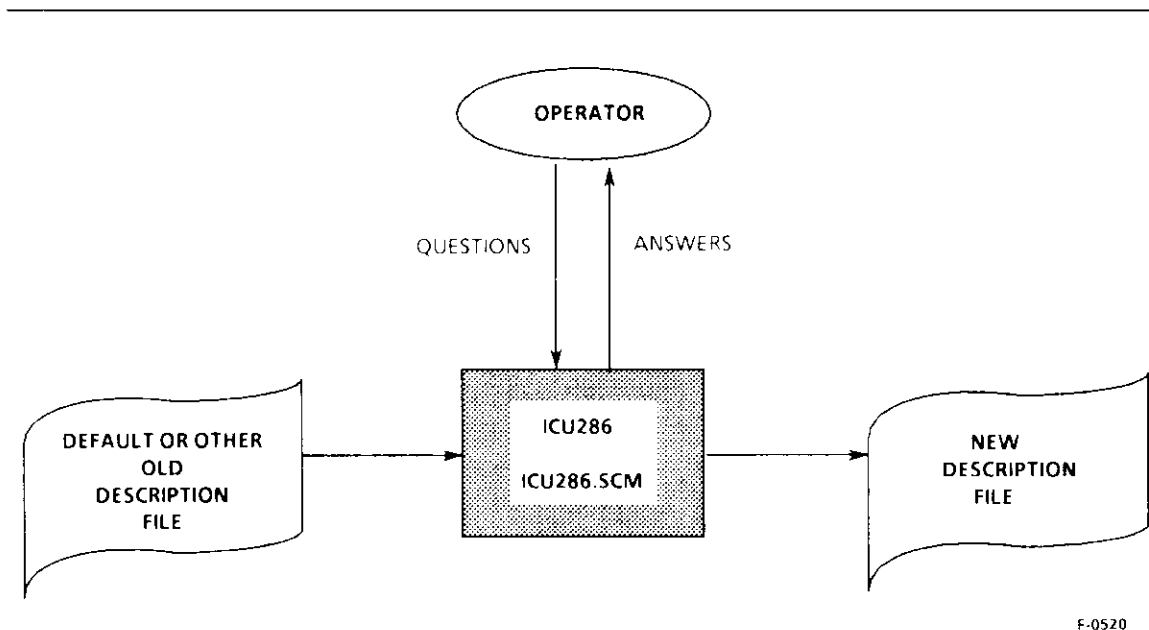 OPERATOR
QUESTIONS
ANSWERS
DEFAULT OR OTHER
OLD
DESCRIPTION
FILE
ICU286
ICU286.SCM
NEW
DESCRIPTION
FILE
F-0520